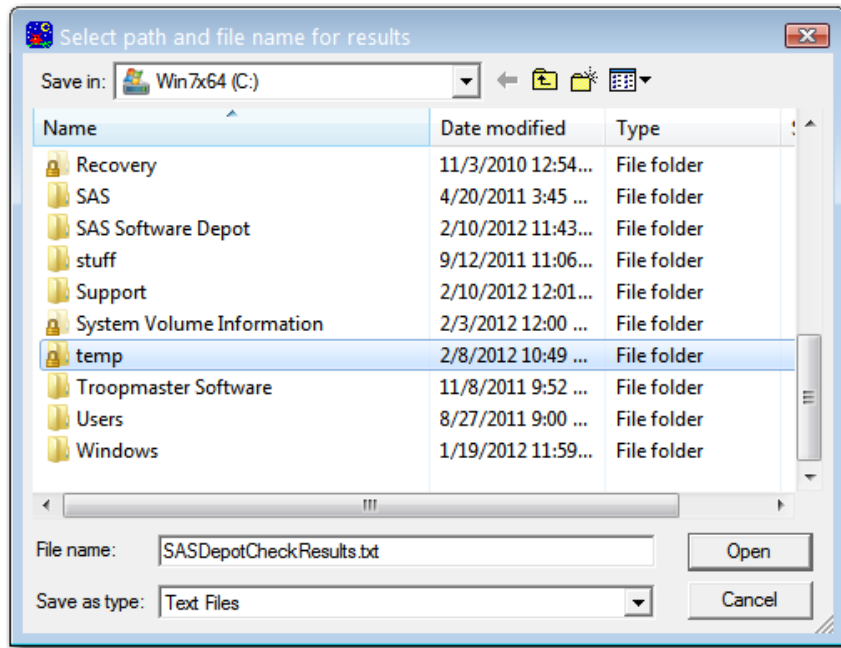 Select path and file name for results
Save in: Win7x64 (C:)
Name Date modified Type
Recovery 11/3/2010 12:54... File folder
SAS 4/20/2011 3:45 ... File folder
SAS Software Depot 2/10/2012 11:43... File folder
stuff 9/12/2011 11:06... File folder
Support 2/10/2012 12:01... File folder
System Volume Information 2/3/2012 12:00 ... File folder
temp 2/8/2012 10:49 ... File folder
Troopmaster Software 11/8/2011 9:52 ... File folder
Users 8/27/2011 9:00 ... File folder
Windows 1/19/2012 11:59... File folder
File name: SASDepotCheckResults.txt Open
Save as type: Text Files Cancel